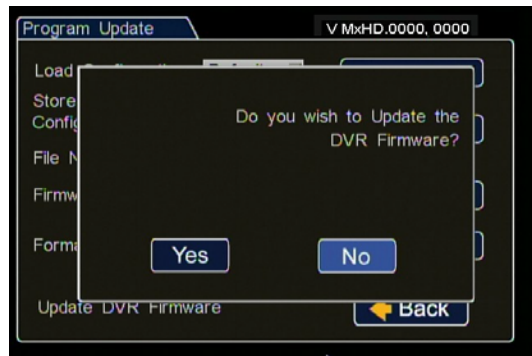 Program Update
V MxHD.0000, 0000
Load
Store
Config
File N
Firmw
Forma
Do you wish to Update the
DVR Firmware?
Yes
No
Update DVR Firmware
Back